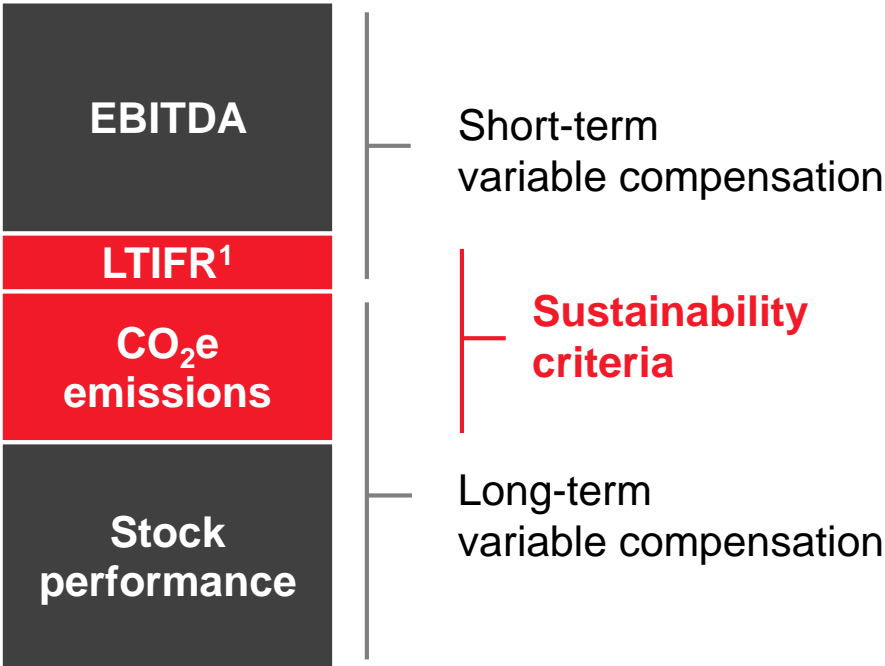 EBITDA
Short-term
variable compensation
LTIFR¹
Sustainability
criteria
CO₂e
emissions
Long-term
variable compensation
Stock
performance